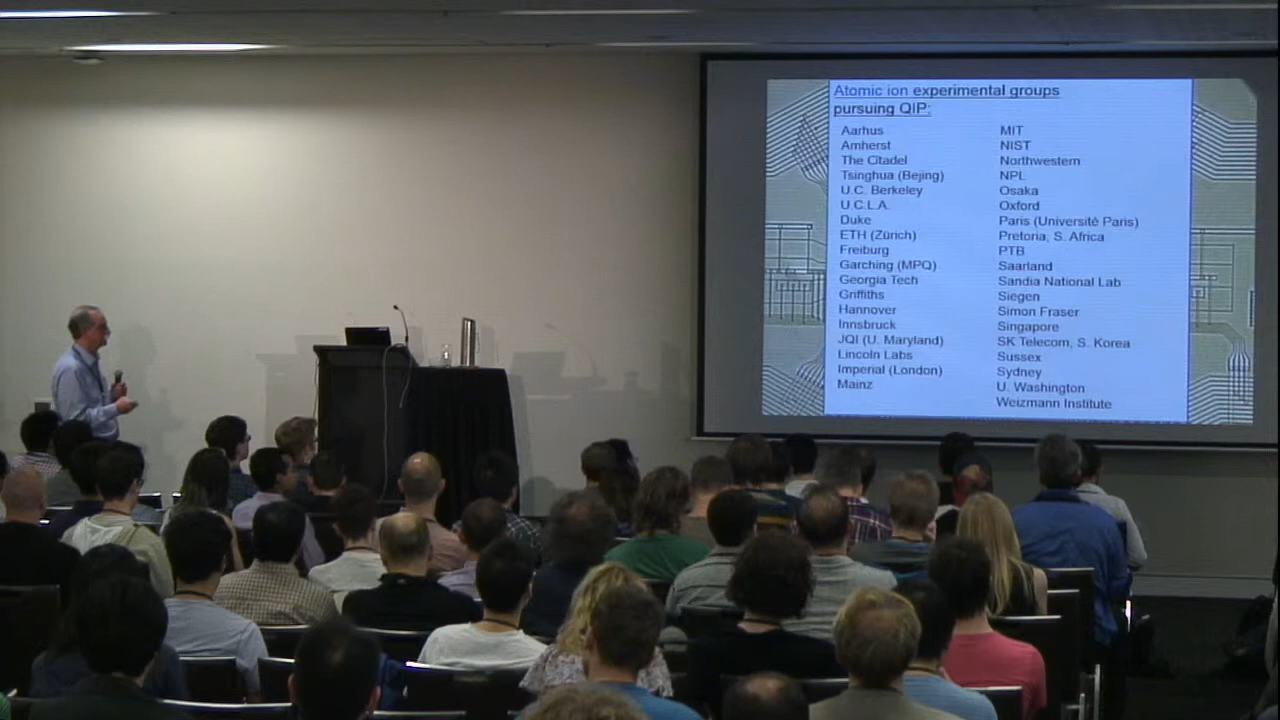 Atomic ion experimental groups
pursuing QIP:
Aarhus
Amherst
The Citadel
Tsinghua (Bejing)
U.C. Berkeley
U.C.L.A.
Duke
ETH (Zürich)
Freiburg
Garching (MPQ)
Georgia Tech
Griffiths
Hannover
Innsbruck
JQI (U. Maryland)
Lincoln Labs
Imperial (London)
Mainz
MIT
NIST
Northwestern
NPL
Osaka
Oxford
Paris (Université Paris)
Pretoria, S. Africa
PTB
Saarland
Sandia National Lab
Siegen
Simon Fraser
Singapore
SK Telecom, S. Korea
Sussex
Sydney
U. Washington
Weizmann Institute